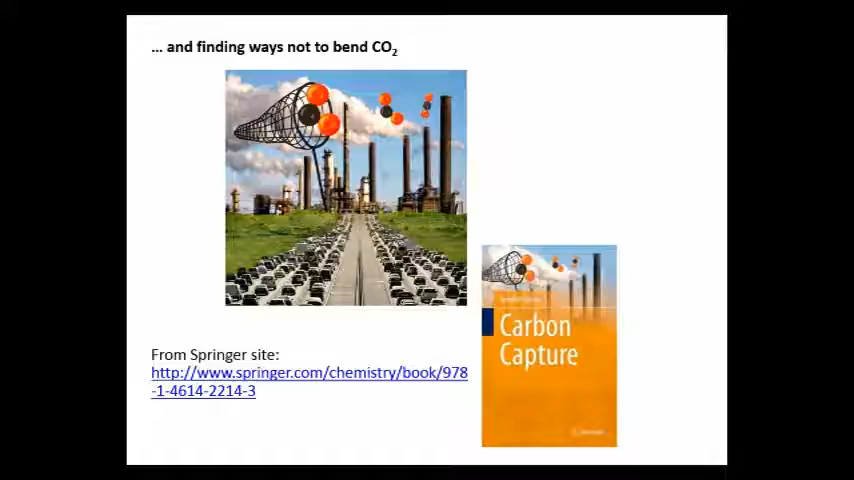 … and finding ways not to bend CO₂
From Springer site:
http://www.springer.com/chemistry/book/978
-1-4614-2214-3
Carbon
Capture